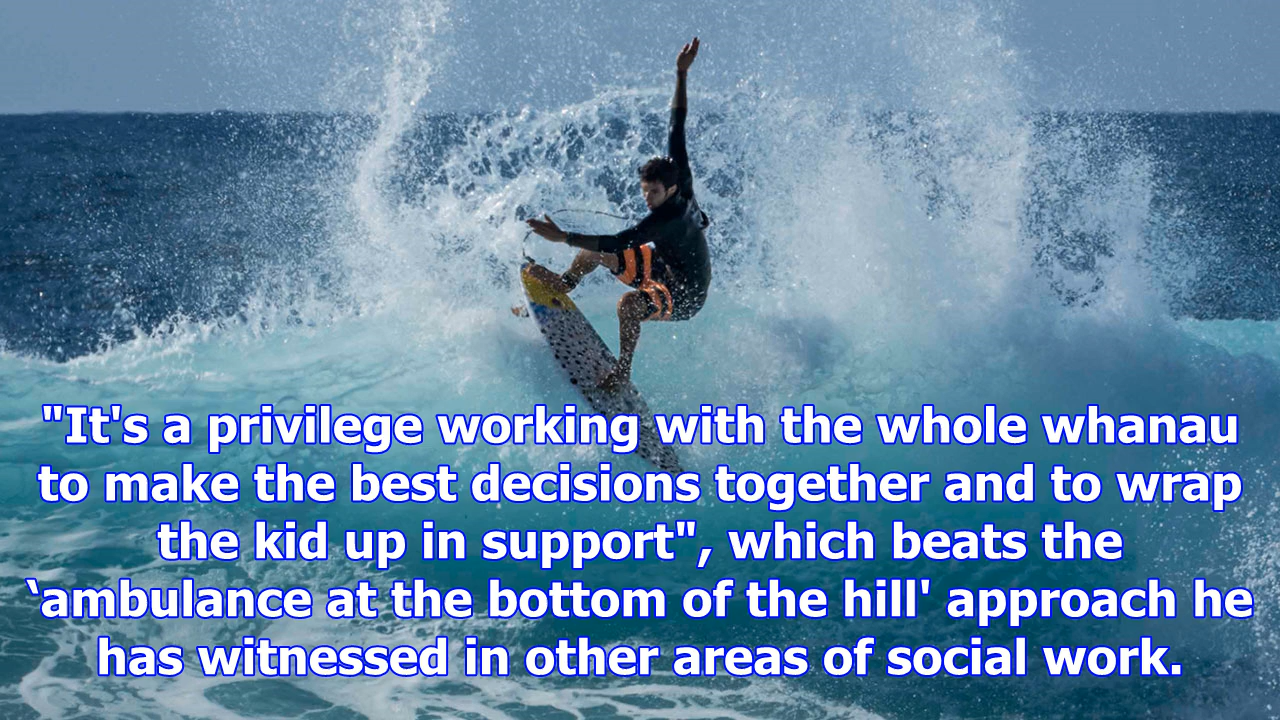 "It's a privilege working with the whole whanau
to make the best decisions together and to wrap
the kid up in support", which beats the
‘ambulance at the bottom of the hill' approach he
has witnessed in other areas of social work.